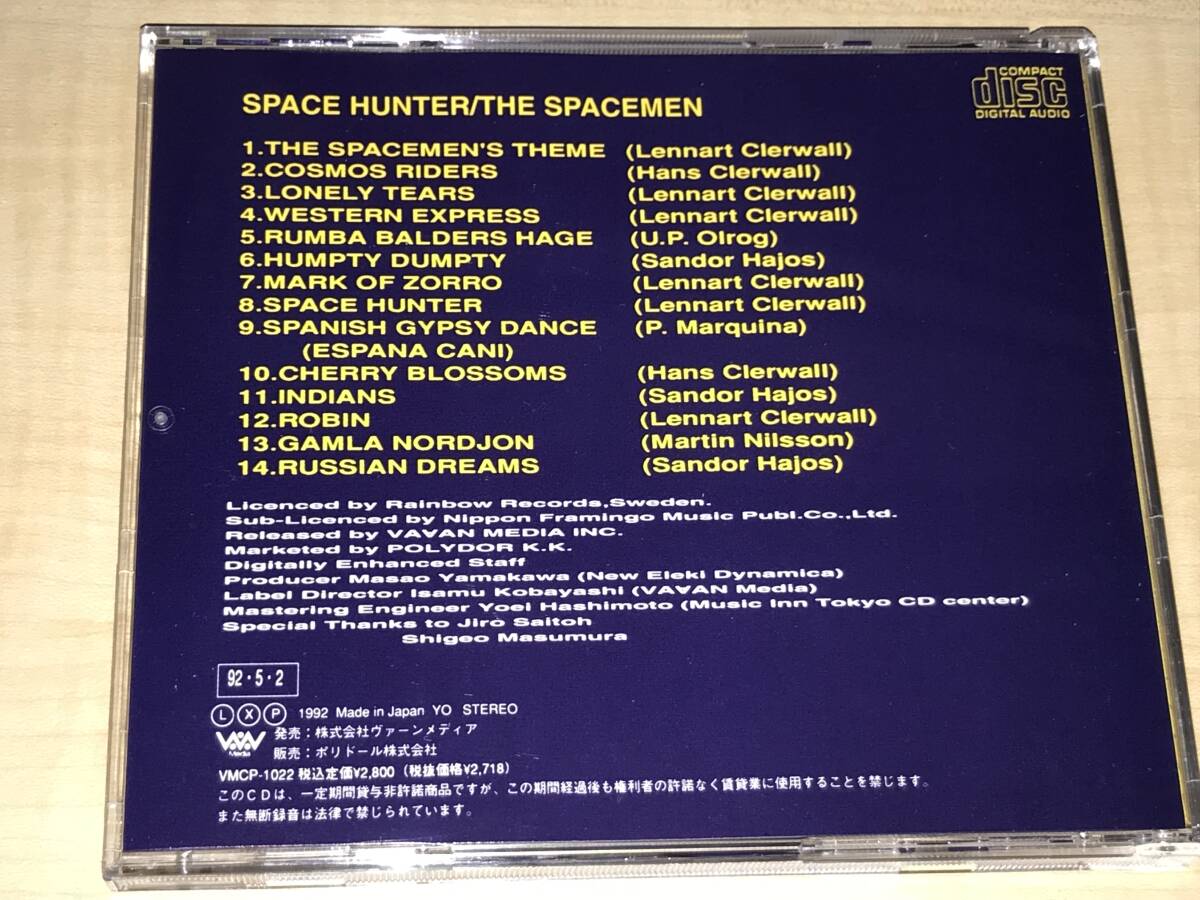 COMPACT
disc
DIGITAL AUDIO
SPACE HUNTER/THE SPACEMEN
1.THE SPACEMEN'S THEME (Lennart Clerwall)
2.COSMOS RIDERS (Hans Clerwall)
3.LONELY TEARS (Lennart Clerwall)
4.WESTERN EXPRESS (Lennart Clerwall)
5.RUMBA BALDERS HAGE (U.P. Olrog)
6.HUMPTY DUMPTY (Sandor Hajos)
7.MARK OF ZORRO (Lennart Clerwall)
8.SPACE HUNTER (Lennart Clerwall)
9.SPANISH GYPSY DANCE (P. Marquina)
(ESPANA CANI)
10.CHERRY BLOSSOMS (Hans Clerwall)
11.INDIANS (Sandor Hajos)
12.ROBIN (Lennart Clerwall)
13.GAMLA NORDJON (Martin Nilsson)
14.RUSSIAN DREAMS (Sandor Hajos)
Licenced by Rainbow Records,Sweden.
Sub-Licenced by Nippon Framingo Music Publ.Co.,Ltd.
Released by VA∀AN MEDIA INC.
Marketed by POLYDOR K.K.
Digitally Enhanced Staff
Producer Masao Yamakawa (New Eleki Dynamica)
Label Director Isamu Kobayashi (VA∀AN Media)
Mastering Engineer Yoei Hashimoto (Music Inn Tokyo CD center)
Special Thanks to Jiro Saitoh
Shigeo Masumura
92・5・2
Ⓛ Ⓧ Ⓟ 1992 Made in Japan YO STEREO
発売：株式会社ヴァーンメディア
Media 販売：ポリドール株式会社
VMCP-1022 税込定価¥2,800（税抜価格¥2,718）
このCDは、一定期間貸与非許諾商品ですが、この期間経過後も権利者の許諾なく賃貸業に使用することを禁じます。
また無断録音は法律で禁じられています。